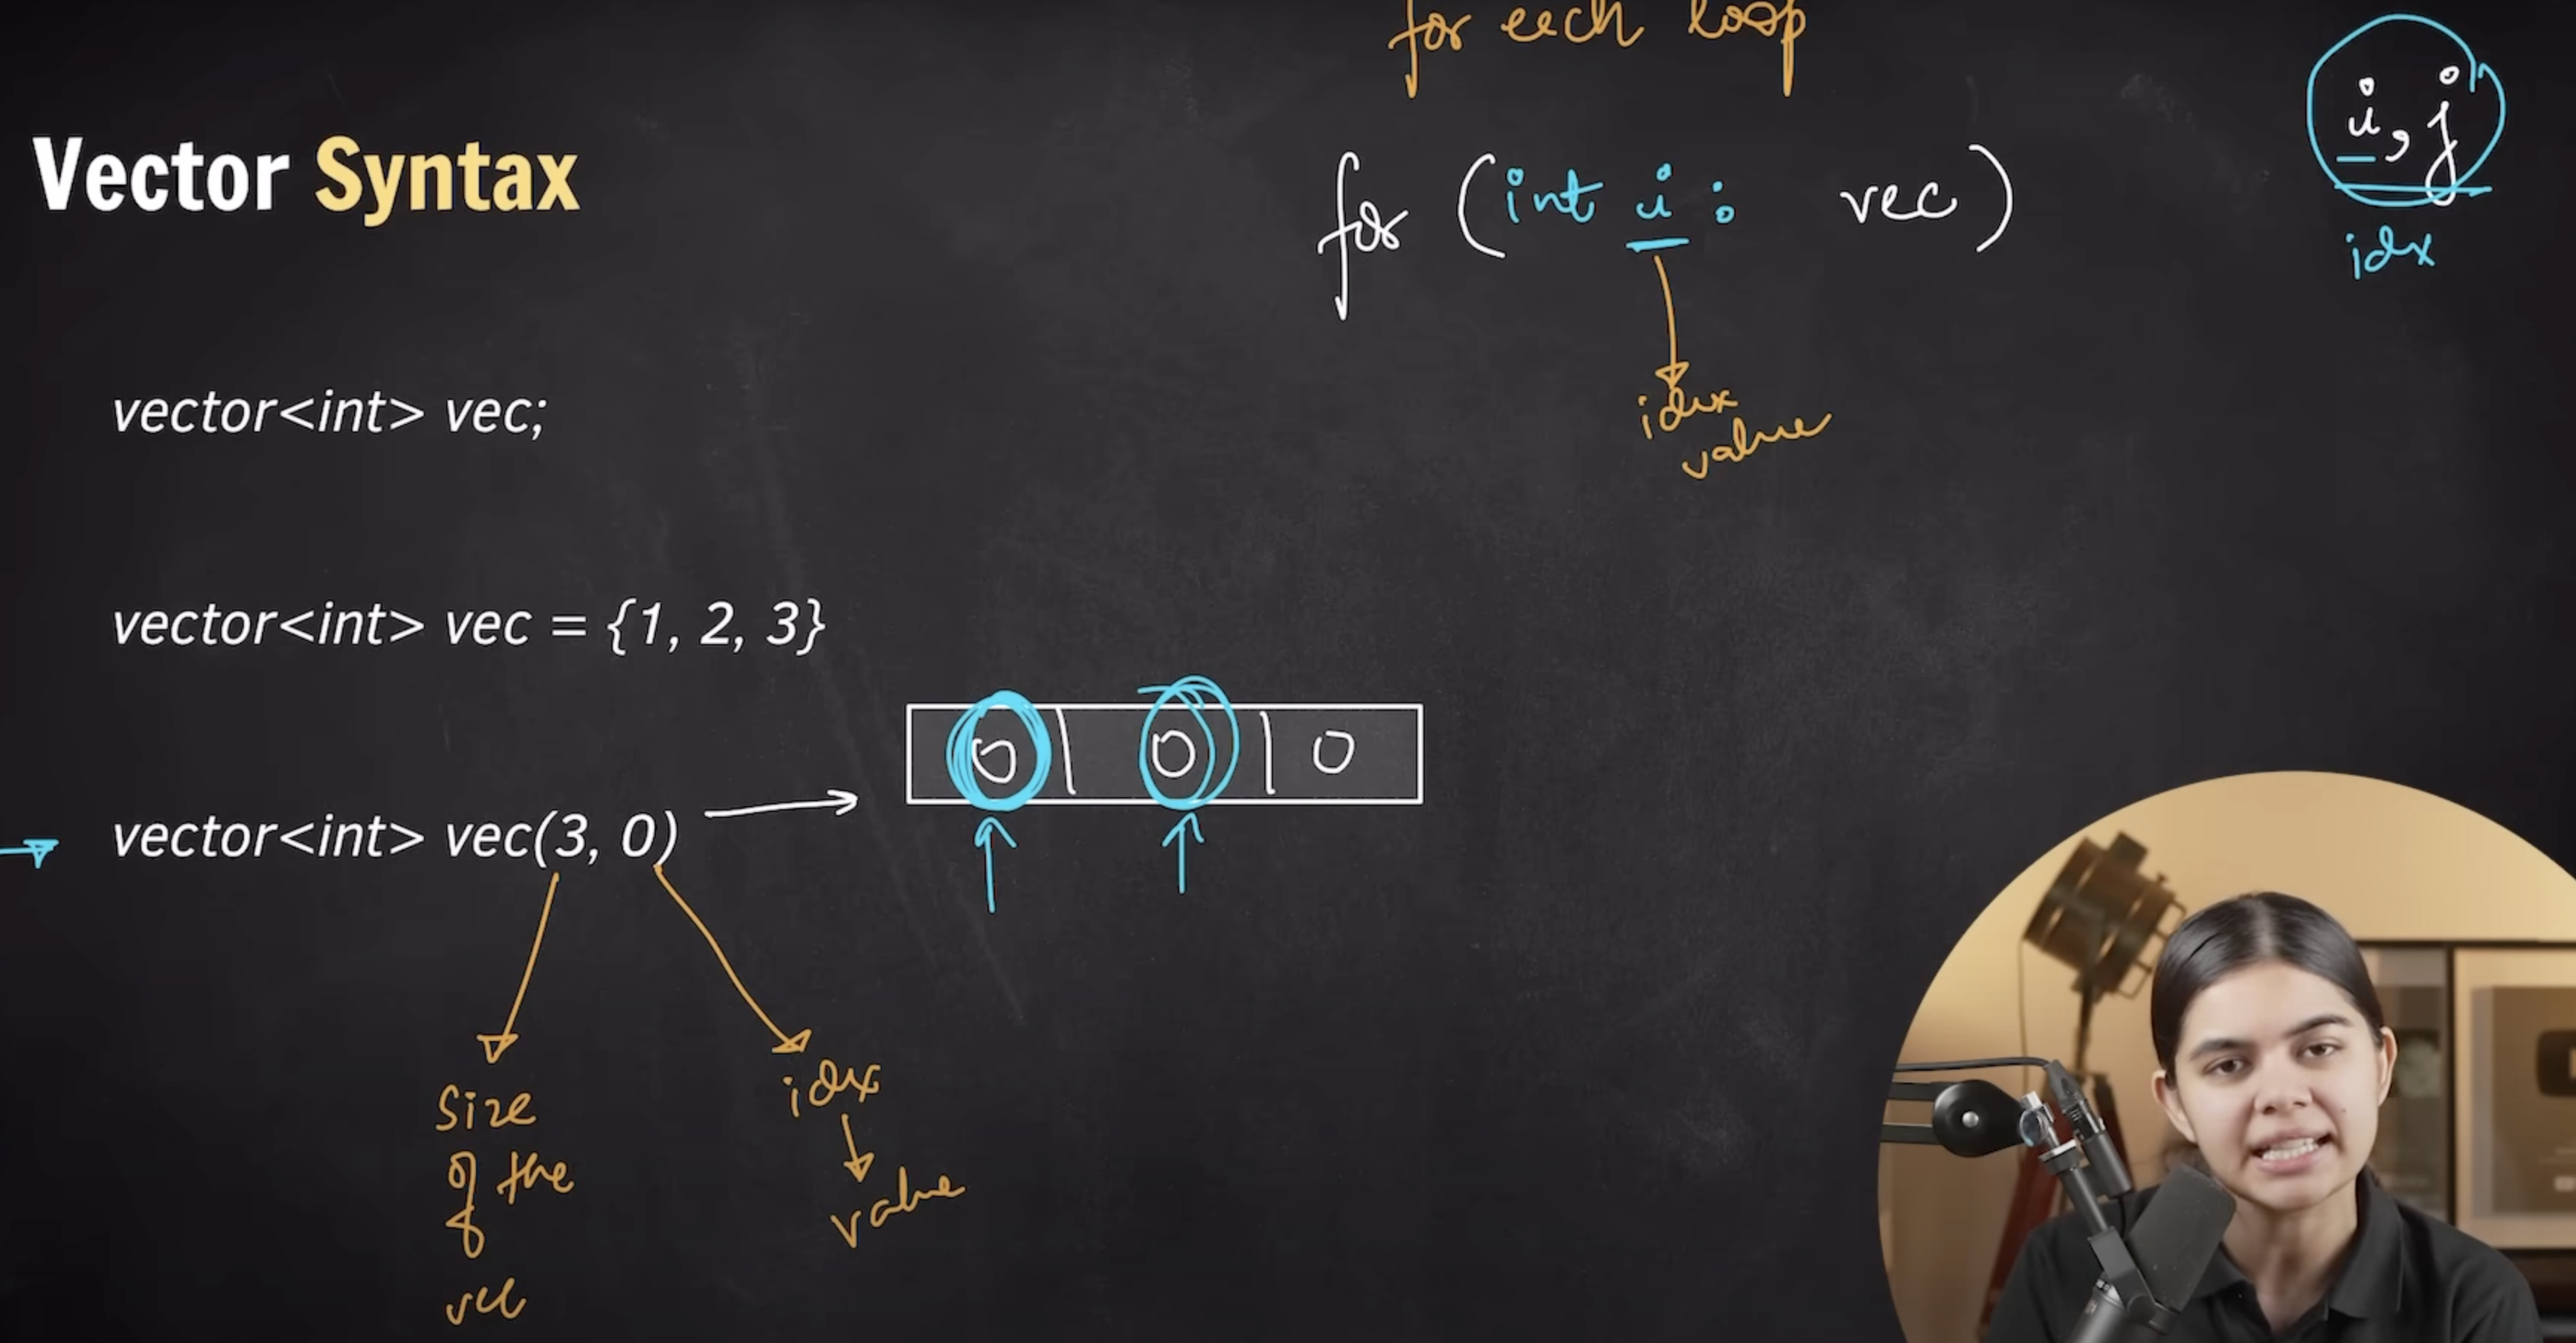 for each loop
i, j
idx
Vector Syntax
for (int i : vec)
idx
value
vector<int> vec;
vector<int> vec = {1, 2, 3}
0 | 0 | 0
vector<int> vec(3, 0)
size
of the
vec
idx
value